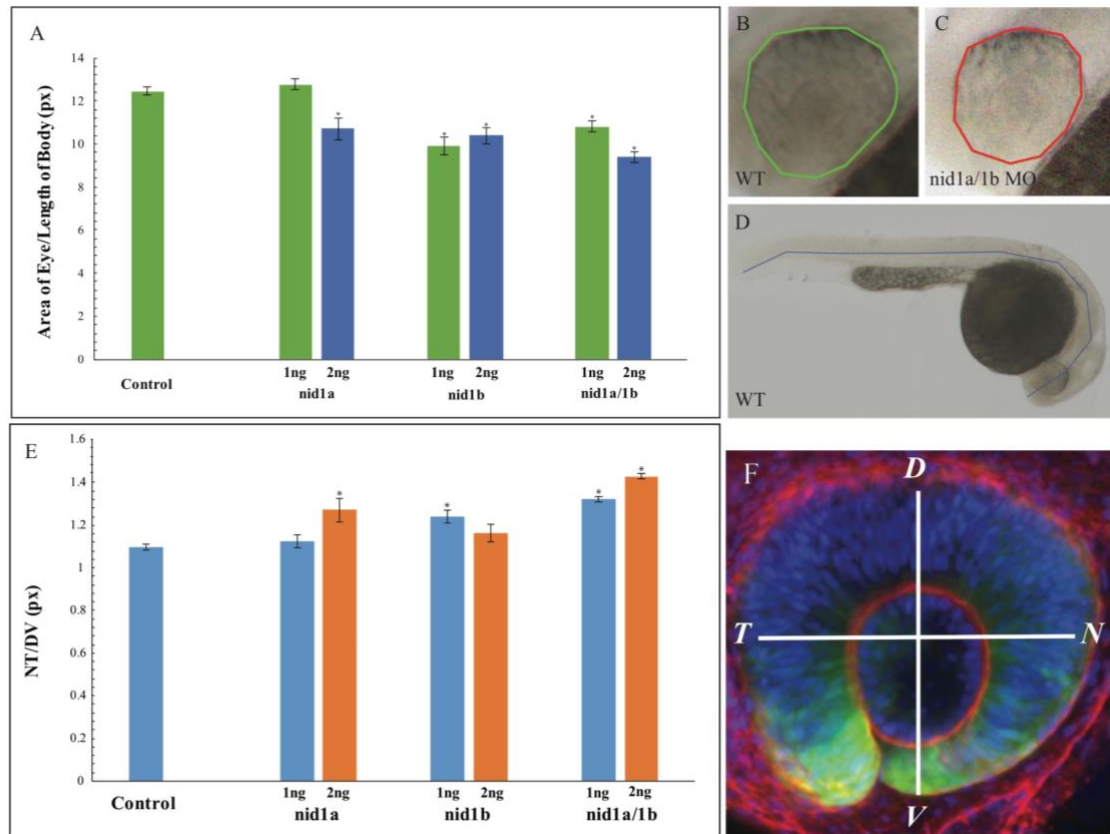 A
Area of Eye/Length of Body (px)
14
12
10
8
6
4
2
0
* * * * *
Control
1ng 2ng
nid1a
1ng 2ng
nid1b
1ng 2ng
nid1a/1b
B
WT
C
nid1a/1b MO
D
WT
E
NT/DV (px)
1.6
1.4
1.2
1
0.8
0.6
0.4
0.2
0
* * * *
Control
1ng 2ng
nid1a
1ng 2ng
nid1b
1ng 2ng
nid1a/1b
F
D
T
N
V